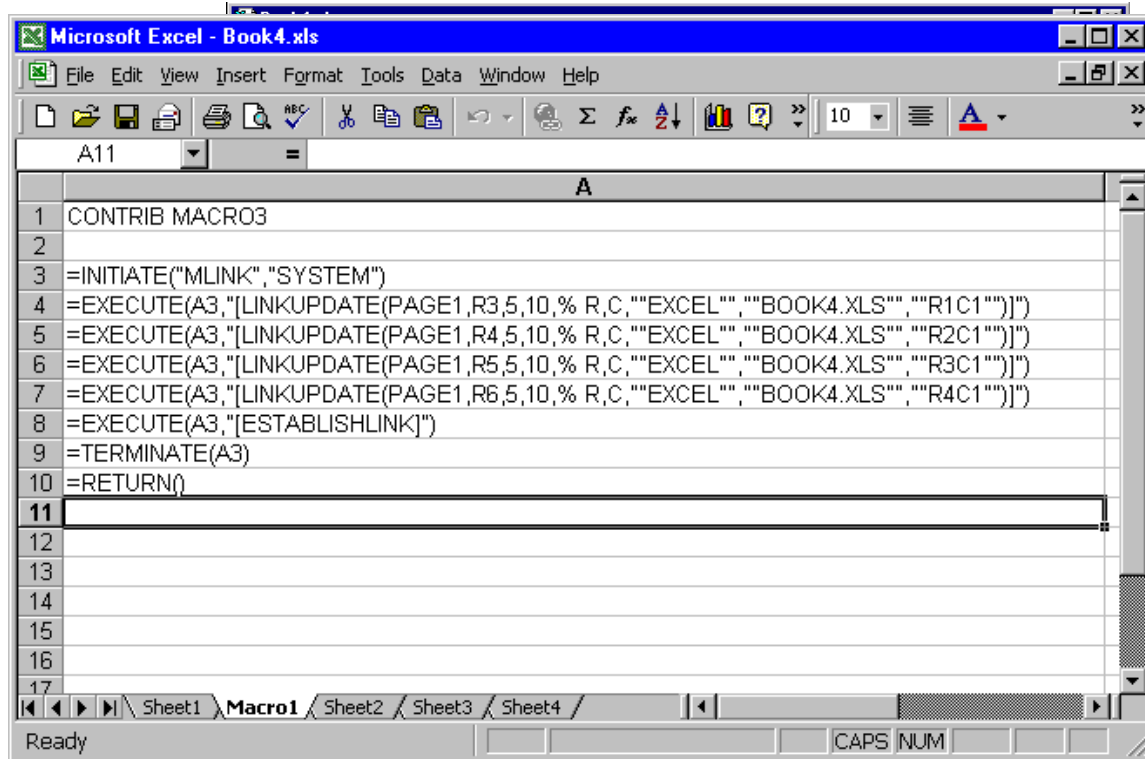 Microsoft Excel - Book4.xls
File Edit View Insert Format Tools Data Window Help
ABC Σ fx A Z 10 A
A11 =
A
1 CONTRIB MACRO3
2
3 =INITIATE("MLINK","SYSTEM")
4 =EXECUTE(A3,"[LINKUPDATE(PAGE1,R3,5,10,% R,C,""EXCEL"",""BOOK4.XLS"",""R1C1"")]")
5 =EXECUTE(A3,"[LINKUPDATE(PAGE1,R4,5,10,% R,C,""EXCEL"",""BOOK4.XLS"",""R2C1"")]")
6 =EXECUTE(A3,"[LINKUPDATE(PAGE1,R5,5,10,% R,C,""EXCEL"",""BOOK4.XLS"",""R3C1"")]")
7 =EXECUTE(A3,"[LINKUPDATE(PAGE1,R6,5,10,% R,C,""EXCEL"",""BOOK4.XLS"",""R4C1"")]")
8 =EXECUTE(A3,"[ESTABLISHLINK]")
9 =TERMINATE(A3)
10 =RETURN()
11
12
13
14
15
16
17
Sheet1 Macro1 Sheet2 Sheet3 Sheet4
Ready CAPS NUM